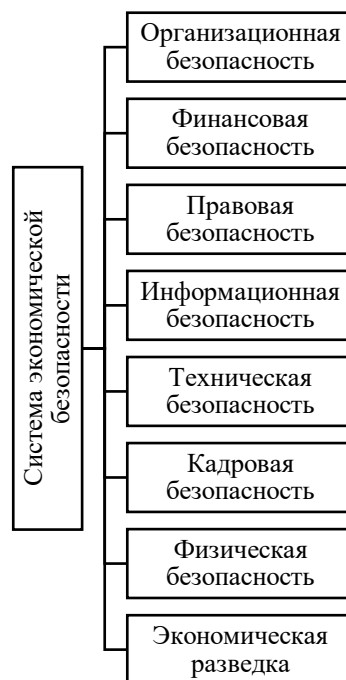 Система экономической
безопасности
Организационная
безопасность
Финансовая
безопасность
Правовая
безопасность
Информационная
безопасность
Техническая
безопасность
Кадровая
безопасность
Физическая
безопасность
Экономическая
разведка